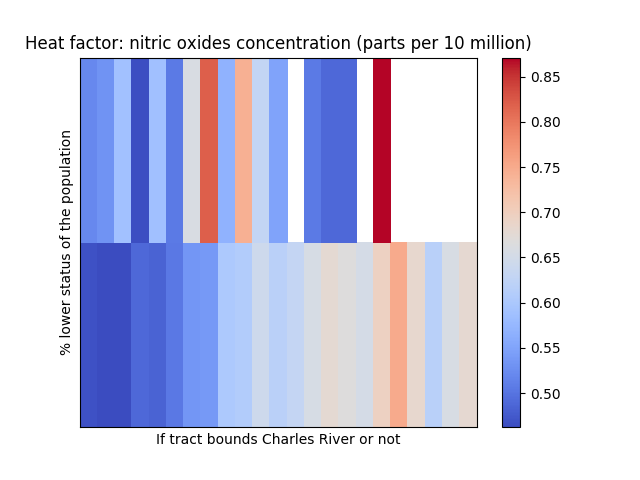 Heat factor: nitric oxides concentration (parts per 10 million)
% lower status of the population
If tract bounds Charles River or not
0.85
0.80
0.75
0.70
0.65
0.60
0.55
0.50